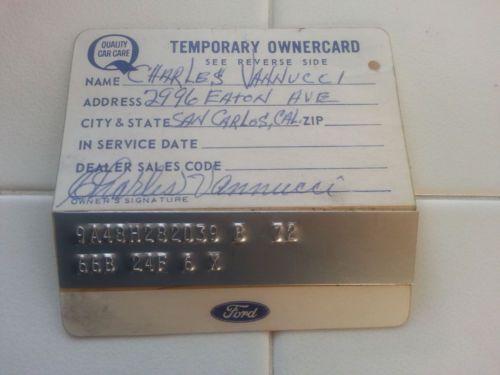 QUALITY
CAR CARE
TEMPORARY OWNERCARD
SEE REVERSE SIDE
NAME CHARLES VANNUCCI
ADDRESS 2996 EATON AVE
CITY & STATE SAN CARLOS, CAL. ZIP
IN SERVICE DATE
DEALER SALES CODE
Charles Vannucci
OWNER'S SIGNATURE
9A48H282039 B 72
66B 24F 6 X
Ford